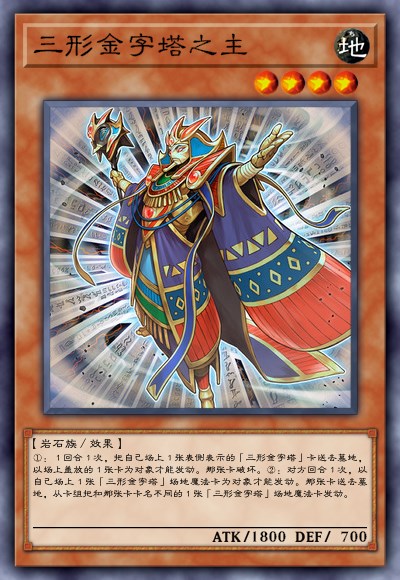 三形金字塔之主
地
【岩石族／效果】
①：1回合1次，把自己场上1张表侧表示的「三形金字塔」卡送去墓地，
以场上盖放的1张卡为对象才能发动。那张卡破坏。②：对方回合1次，以
自己场上1张「三形金字塔」场地魔法卡为对象才能发动。那张卡送去墓
地，从卡组把和那张卡卡名不同的1张「三形金字塔」场地魔法卡发动。
ATK/1800 DEF/ 700